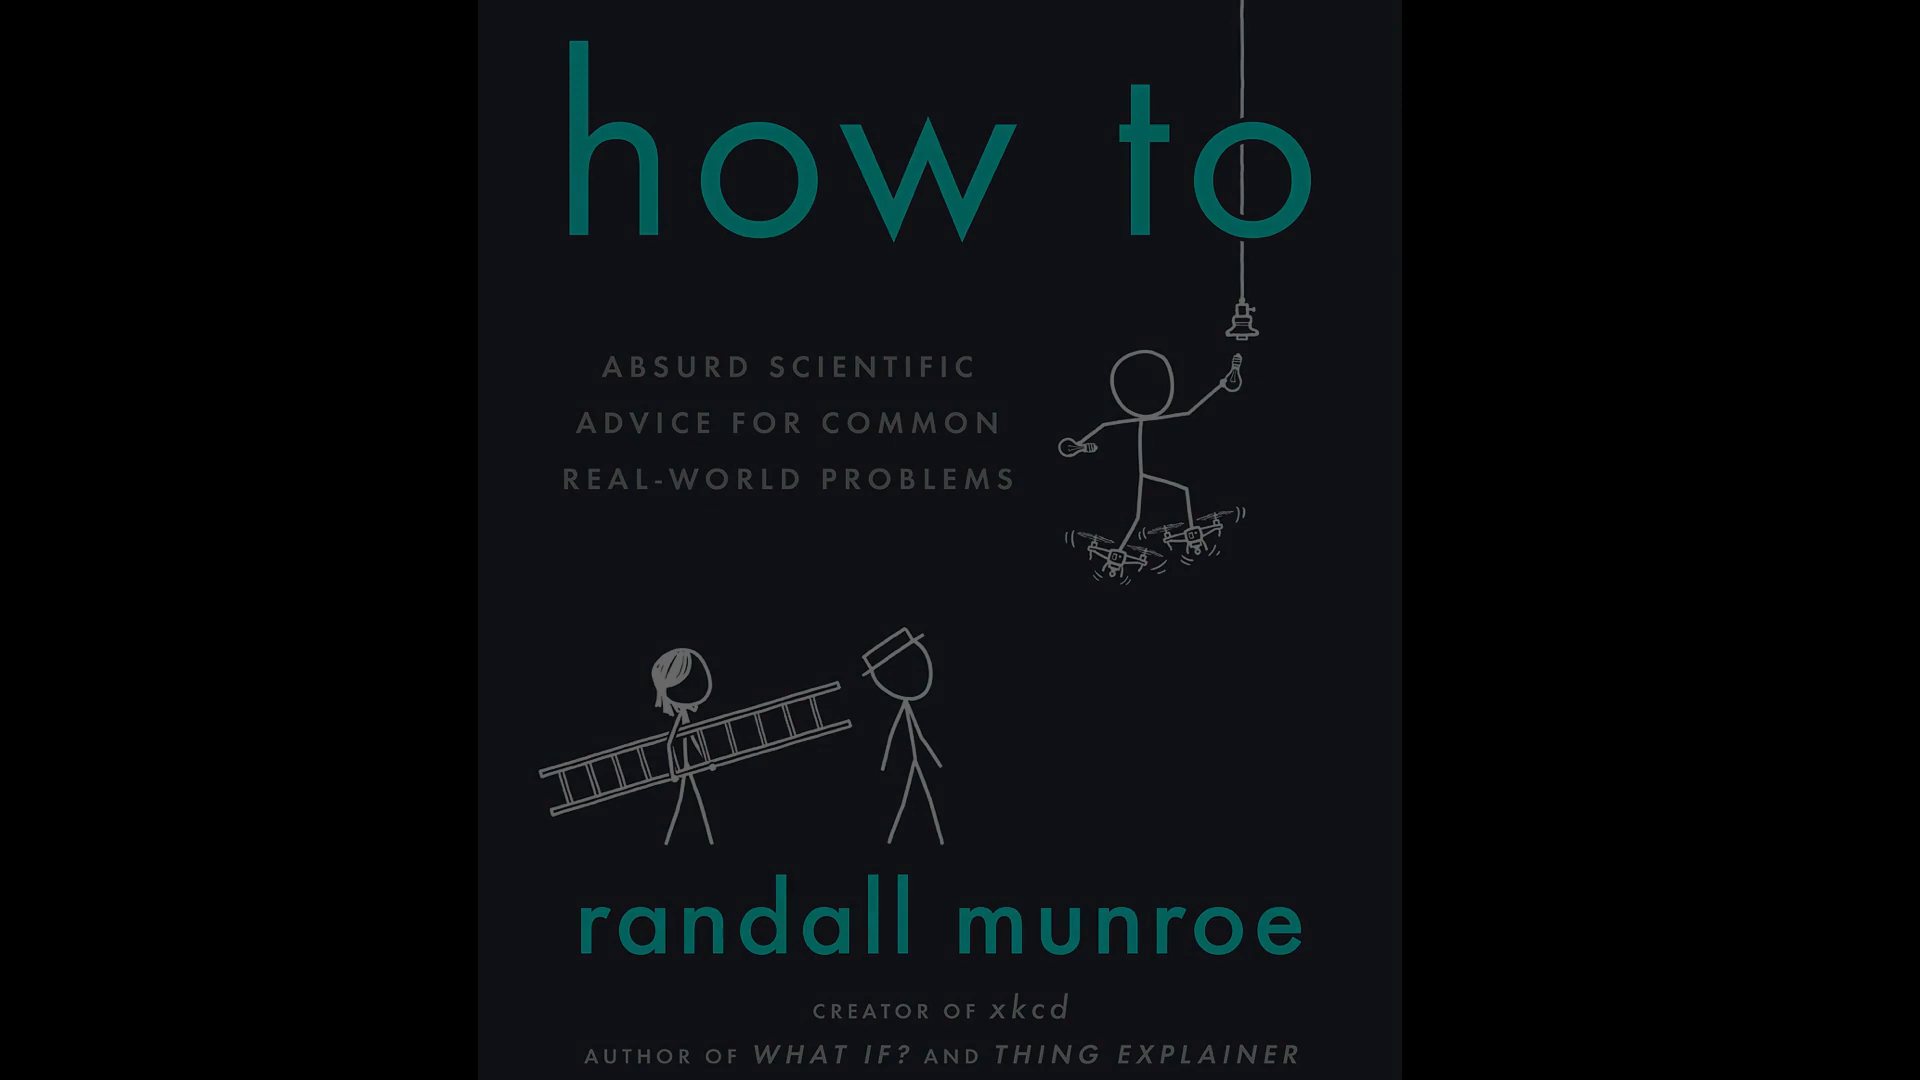 how to
ABSURD SCIENTIFIC
ADVICE FOR COMMON
REAL-WORLD PROBLEMS
randall munroe
CREATOR OF xkcd
AUTHOR OF WHAT IF? AND THING EXPLAINER